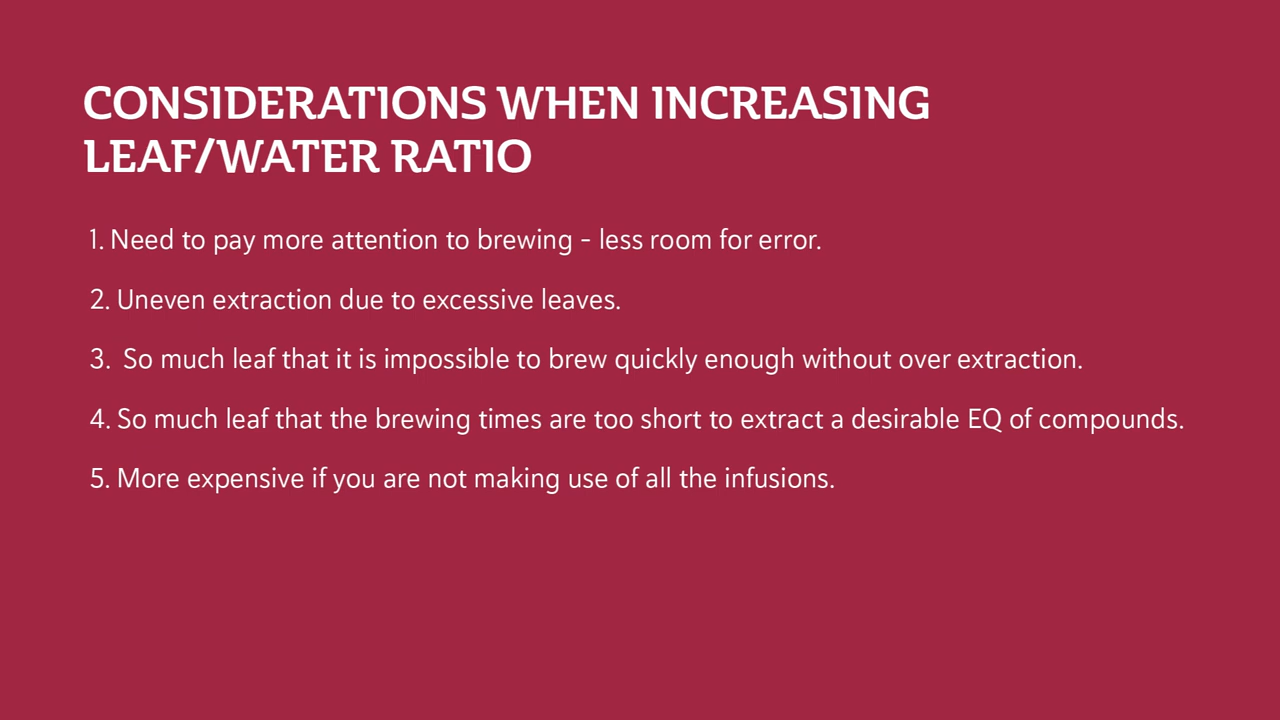 CONSIDERATIONS WHEN INCREASING
LEAF/WATER RATIO
1. Need to pay more attention to brewing - less room for error.
2. Uneven extraction due to excessive leaves.
3. So much leaf that it is impossible to brew quickly enough without over extraction.
4. So much leaf that the brewing times are too short to extract a desirable EQ of compounds.
5. More expensive if you are not making use of all the infusions.